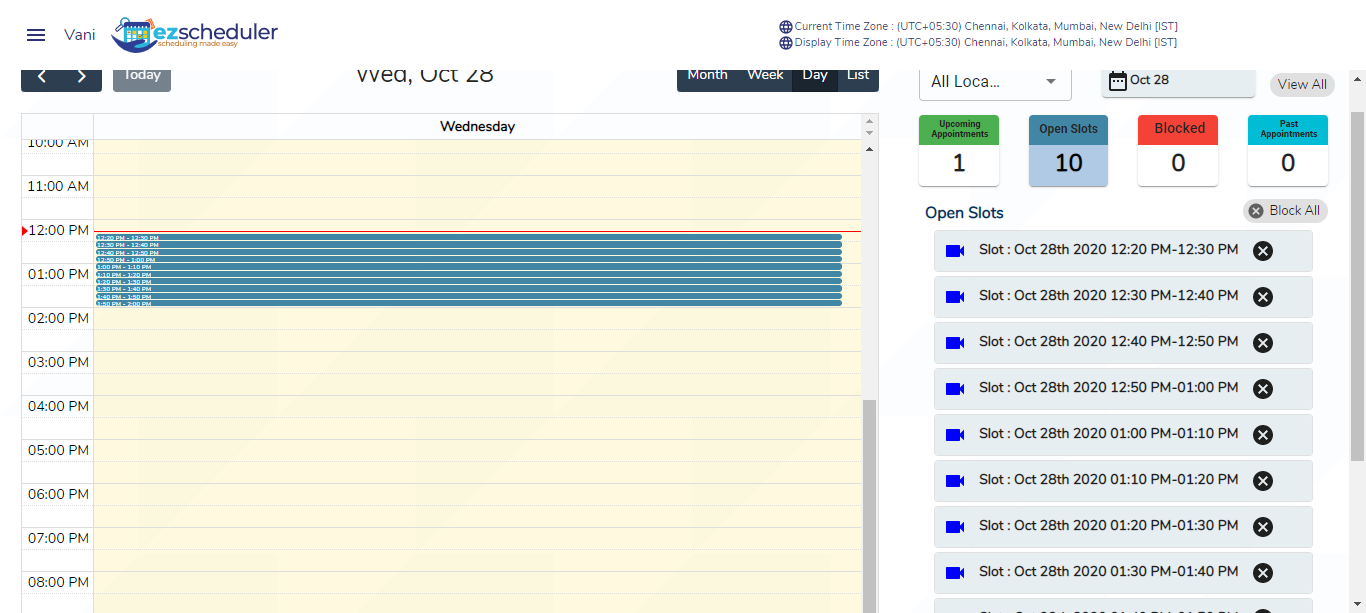 Vani
ezscheduler
scheduling made easy
Current Time Zone : (UTC+05:30) Chennai, Kolkata, Mumbai, New Delhi [IST]
Display Time Zone : (UTC+05:30) Chennai, Kolkata, Mumbai, New Delhi [IST]
Today
Wed, Oct 28
Month Week Day List
All Loca...
Oct 28
View All
Wednesday
10:00 AM
11:00 AM
12:00 PM
01:00 PM
02:00 PM
03:00 PM
04:00 PM
05:00 PM
06:00 PM
07:00 PM
08:00 PM
12:20 PM - 12:30 PM
12:30 PM - 12:40 PM
12:40 PM - 12:50 PM
12:50 PM - 1:00 PM
1:00 PM - 1:10 PM
1:10 PM - 1:20 PM
1:20 PM - 1:30 PM
1:30 PM - 1:40 PM
1:40 PM - 1:50 PM
1:50 PM - 2:00 PM
Upcoming
Appointments
1
Open Slots
10
Blocked
0
Past
Appointments
0
Open Slots
Block All
Slot : Oct 28th 2020 12:20 PM-12:30 PM
Slot : Oct 28th 2020 12:30 PM-12:40 PM
Slot : Oct 28th 2020 12:40 PM-12:50 PM
Slot : Oct 28th 2020 12:50 PM-01:00 PM
Slot : Oct 28th 2020 01:00 PM-01:10 PM
Slot : Oct 28th 2020 01:10 PM-01:20 PM
Slot : Oct 28th 2020 01:20 PM-01:30 PM
Slot : Oct 28th 2020 01:30 PM-01:40 PM